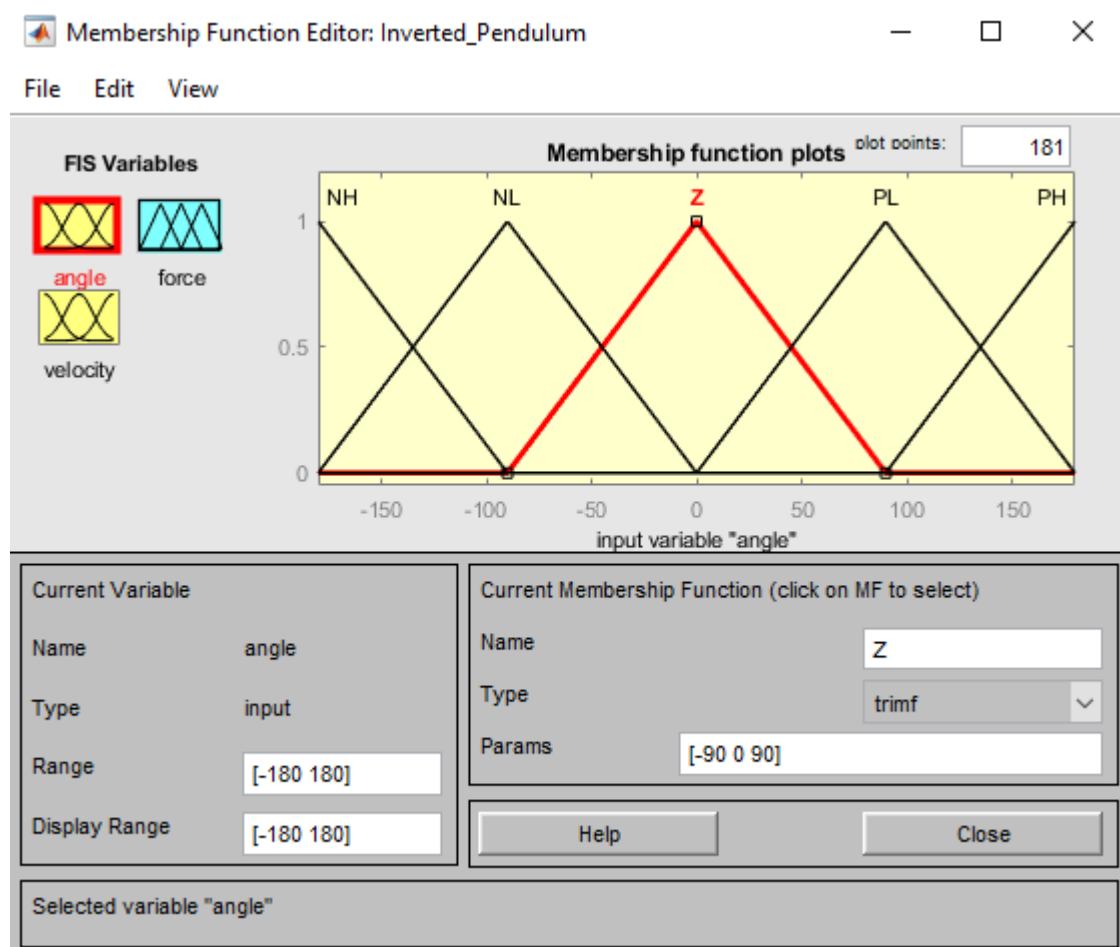 Membership Function Editor: Inverted_Pendulum
File Edit View
FIS Variables
angle
force
velocity
Membership function plots
plot points:
181
NH NL Z PL PH
1
0.5
0
-150 -100 -50 0 50 100 150
input variable "angle"
Current Variable
Name angle
Type input
Range [-180 180]
Display Range [-180 180]
Current Membership Function (click on MF to select)
Name Z
Type trimf
Params [-90 0 90]
Help Close
Selected variable "angle"